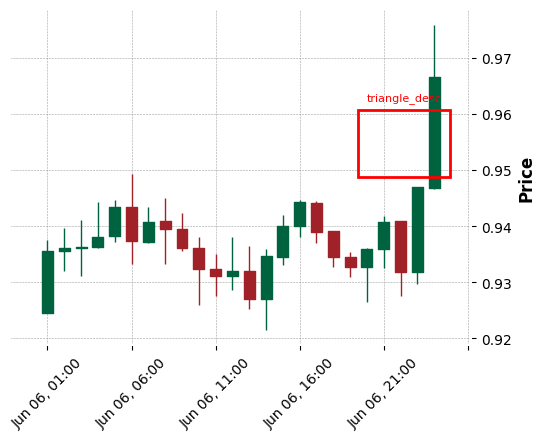 triangle_desc
0.97
0.96
0.95
0.94
0.93
0.92
Price
Jun 06, 01:00
Jun 06, 06:00
Jun 06, 11:00
Jun 06, 16:00
Jun 06, 21:00